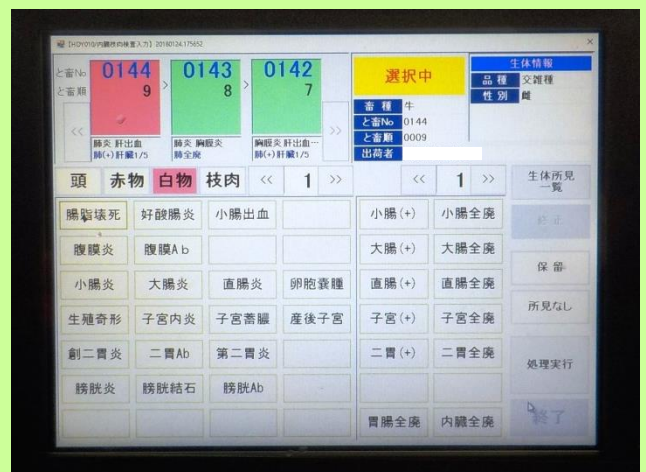 [HOY010/内臓枝肉検査入力] 20160124.175652
と畜No 0144 0143 0142
と畜順 9 > 8 > 7
<< >>
肺炎 肝出血
肺(+)肝臓1/5
肺炎 胸膜炎
肺全廃
胸膜炎 肝出血…
肺(+)肝臓1/5
選択中
畜 種 牛
と畜No 0144
と畜順 0009
出荷者
生体情報
品 種 交雑種
性 別 雌
頭 赤物 白物 枝肉 << 1 >> << 1 >> 生体所見一覧
腸脂壊死 好酸腸炎 小腸出血 小腸(+) 小腸全廃
腹膜炎 腹膜Ab 大腸(+) 大腸全廃 保 留
小腸炎 大腸炎 直腸炎 卵胞嚢腫 直腸(+) 直腸全廃
生殖奇形 子宮内炎 子宮蓄膿 産後子宮 子宮(+) 子宮全廃 所見なし
創二胃炎 二胃Ab 第二胃炎 二胃(+) 二胃全廃 処理実行
膀胱炎 膀胱結石 膀胱Ab
胃腸全廃 内臓全廃 終了